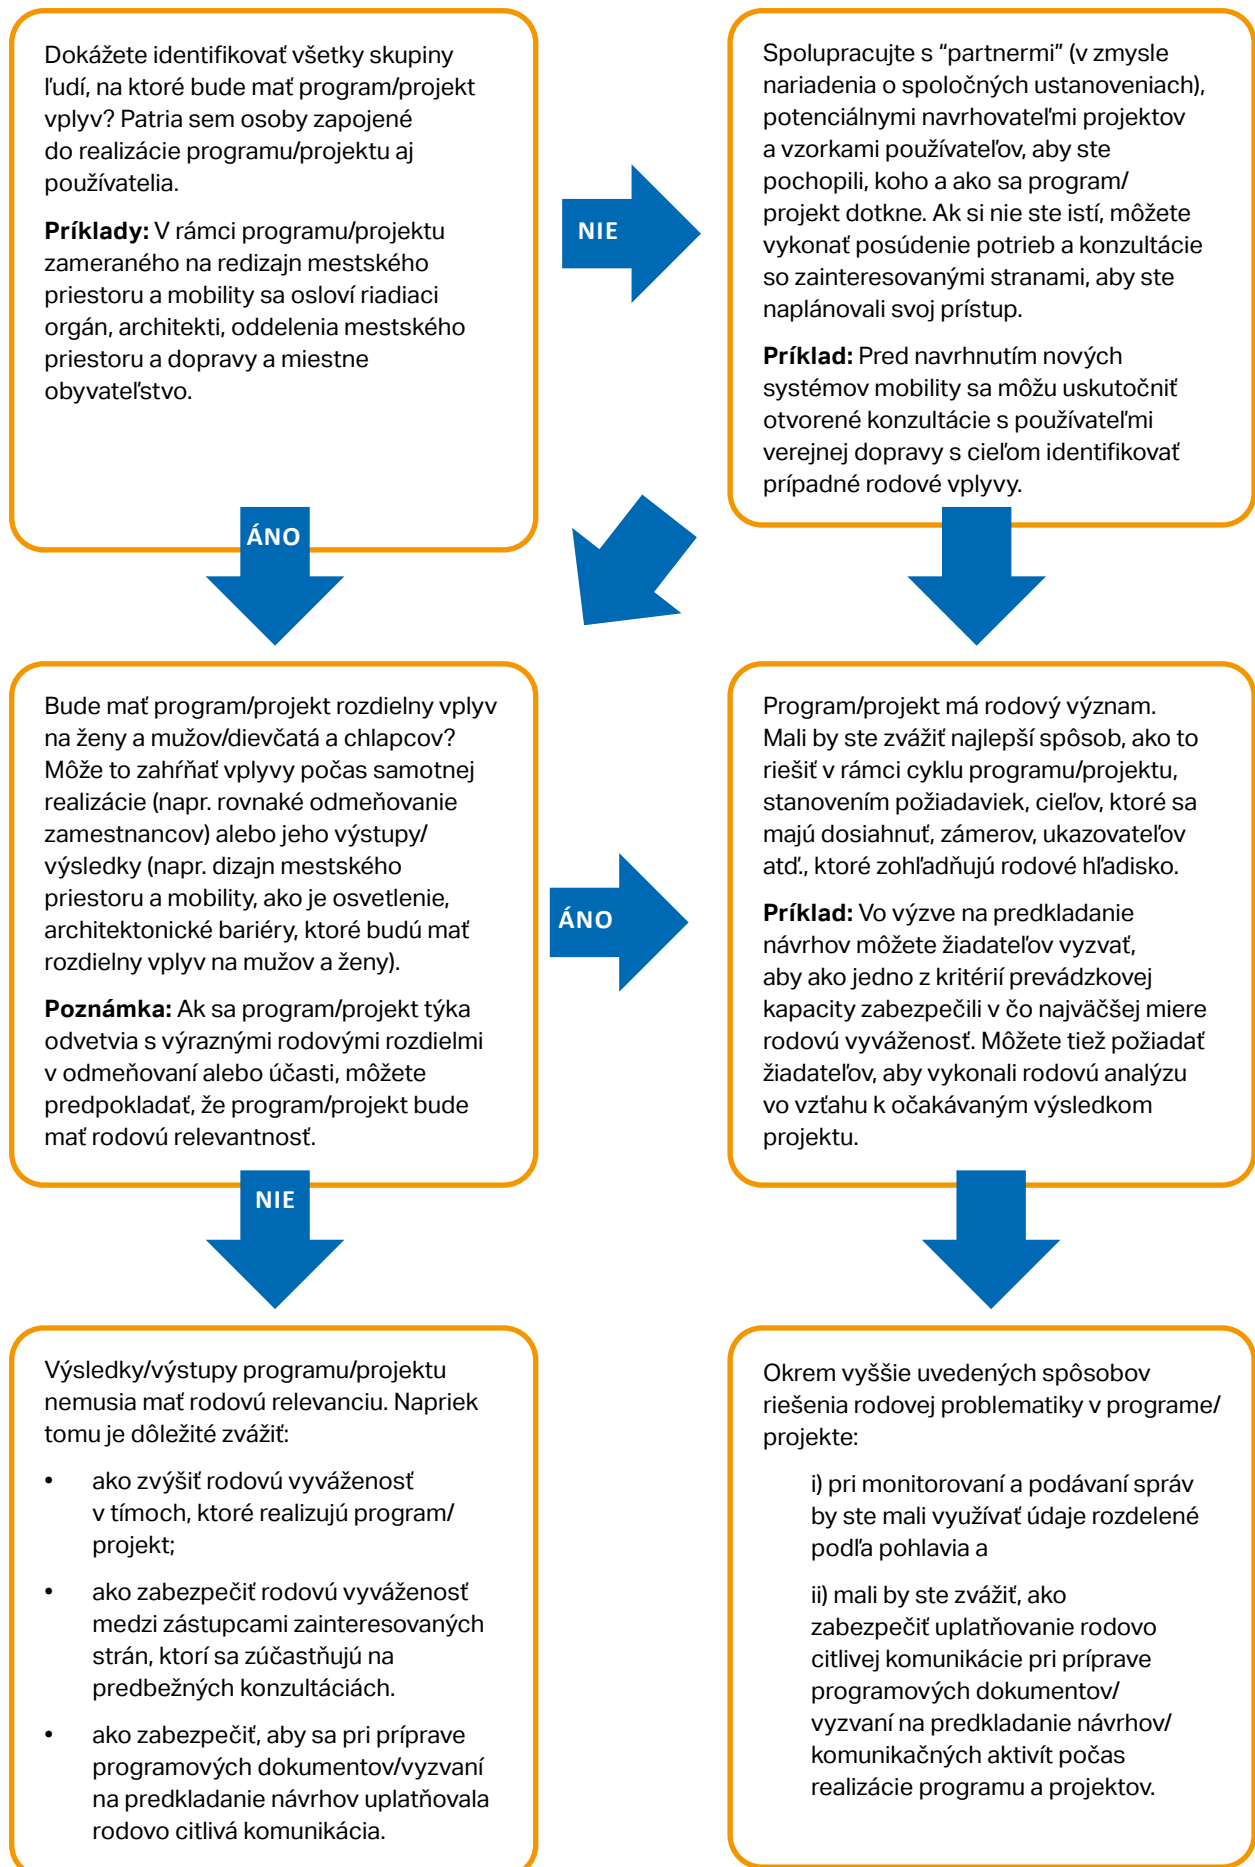 Dokážete identifikovať všetky skupiny
ľudí, na ktoré bude mať program/projekt
vplyv? Patria sem osoby zapojené
do realizácie programu/projektu aj
používatelia.
Príklady: V rámci programu/projektu
zameraného na redizajn mestského
priestoru a mobility sa osloví riadiaci
orgán, architekti, oddelenia mestského
priestoru a dopravy a miestne
obyvateľstvo.
NIE
Spolupracujte s “partnermi” (v zmysle
nariadenia o spoločných ustanoveniach),
potenciálnymi navrhovateľmi projektov
a vzorkami používateľov, aby ste
pochopili, koho a ako sa program/
projekt dotkne. Ak si nie ste istí, môžete
vykonať posúdenie potrieb a konzultácie
so zainteresovanými stranami, aby ste
naplánovali svoj prístup.
Príklad: Pred navrhnutím nových
systémov mobility sa môžu uskutočniť
otvorené konzultácie s používateľmi
verejnej dopravy s cieľom identifikovať
prípadné rodové vplyvy.
ÁNO
Bude mať program/projekt rozdielny vplyv
na ženy a mužov/dievčatá a chlapcov?
Môže to zahŕňať vplyvy počas samotnej
realizácie (napr. rovnaké odmeňovanie
zamestnancov) alebo jeho výstupy/
výsledky (napr. dizajn mestského
priestoru a mobility, ako je osvetlenie,
architektonické bariéry, ktoré budú mať
rozdielny vplyv na mužov a ženy).
Poznámka: Ak sa program/projekt týka
odvetvia s výraznými rodovými rozdielmi
v odmeňovaní alebo účasti, môžete
predpokladať, že program/projekt bude
mať rodovú relevantnosť.
ÁNO
Program/projekt má rodový význam.
Mali by ste zvážiť najlepší spôsob, ako to
riešiť v rámci cyklu programu/projektu,
stanovením požiadaviek, cieľov, ktoré sa
majú dosiahnuť, zámerov, ukazovateľov
atď., ktoré zohľadňujú rodové hľadisko.
Príklad: Vo výzve na predkladanie
návrhov môžete žiadateľov vyzvať,
aby ako jedno z kritérií prevádzkovej
kapacity zabezpečili v čo najväčšej miere
rodovú vyváženosť. Môžete tiež požiadať
žiadateľov, aby vykonali rodovú analýzu
vo vzťahu k očakávaným výsledkom
projektu.
NIE
Výsledky/výstupy programu/projektu
nemusia mať rodovú relevanciu. Napriek
tomu je dôležité zvážiť:
• ako zvýšiť rodovú vyváženosť
v tímoch, ktoré realizujú program/
projekt;
• ako zabezpečiť rodovú vyváženosť
medzi zástupcami zainteresovaných
strán, ktorí sa zúčastňujú na
predbežných konzultáciách.
• ako zabezpečiť, aby sa pri príprave
programových dokumentov/vyzvaní
na predkladanie návrhov uplatňovala
rodovo citlivá komunikácia.
Okrem vyššie uvedených spôsobov
riešenia rodovej problematiky v programe/
projekte:
i) pri monitorovaní a podávaní správ
by ste mali využívať údaje rozdelené
podľa pohlavia a
ii) mali by ste zvážiť, ako
zabezpečiť uplatňovanie rodovo
citlivej komunikácie pri príprave
programových dokumentov/
vyzvaní na predkladanie návrhov/
komunikačných aktivít počas
realizácie programu a projektov.